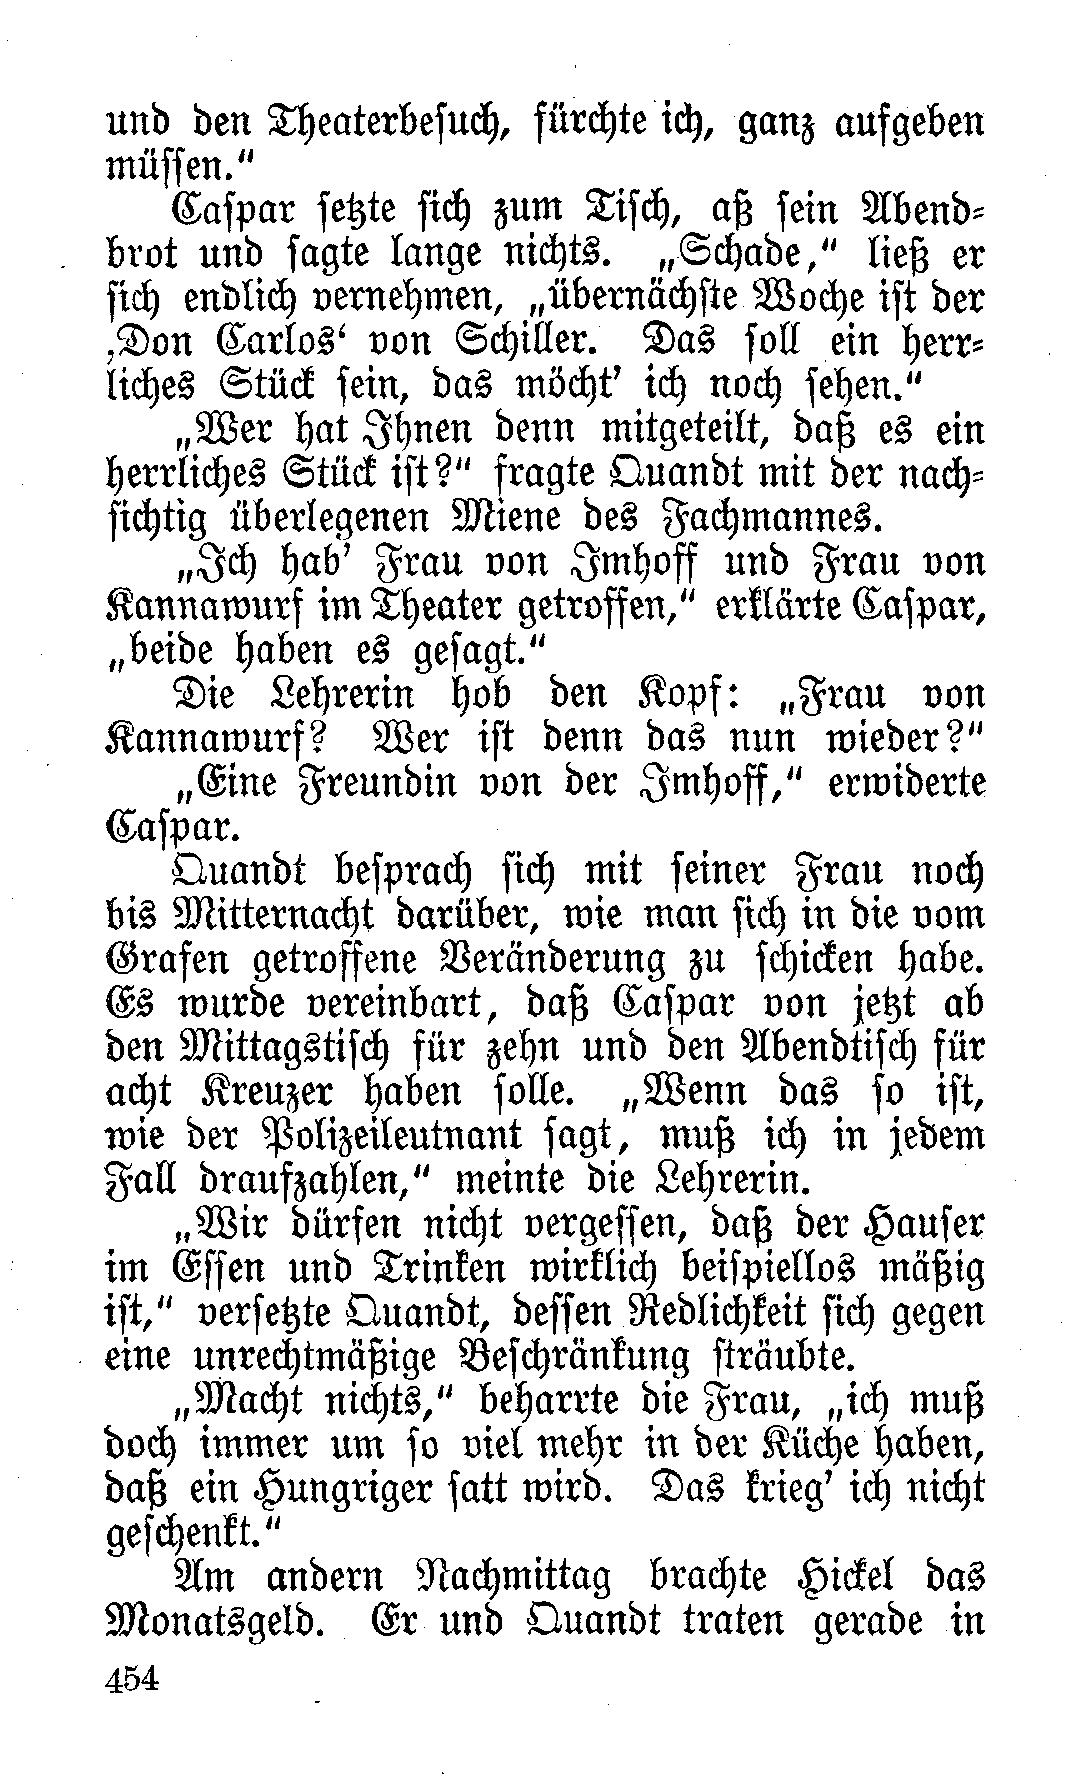 und den Theaterbesuch, fürchte ich, ganz aufgeben
müssen."
Caspar setzte sich zum Tisch, aß sein Abend-
brot und sagte lange nichts. „Schade," ließ er
sich endlich vernehmen, „übernächste Woche ist der
‚Don Carlos‘ von Schiller. Das soll ein herr-
liches Stück sein, das möcht' ich noch sehen."
„Wer hat Ihnen denn mitgeteilt, daß es ein
herrliches Stück ist?" fragte Quandt mit der nach-
sichtig überlegenen Miene des Fachmannes.
„Ich hab' Frau von Imhoff und Frau von
Kannawurf im Theater getroffen," erklärte Caspar,
„beide haben es gesagt."
Die Lehrerin hob den Kopf: „Frau von
Kannawurf? Wer ist denn das nun wieder?"
„Eine Freundin von der Imhoff," erwiderte
Caspar.
Quandt besprach sich mit seiner Frau noch
bis Mitternacht darüber, wie man sich in die vom
Grafen getroffene Veränderung zu schicken habe.
Es wurde vereinbart, daß Caspar von jetzt ab
den Mittagstisch für zehn und den Abendtisch für
acht Kreuzer haben solle. „Wenn das so ist,
wie der Polizeileutnant sagt, muß ich in jedem
Fall draufzahlen," meinte die Lehrerin.
„Wir dürfen nicht vergessen, daß der Hauser
im Essen und Trinken wirklich beispiellos mäßig
ist," versetzte Quandt, dessen Redlichkeit sich gegen
eine unrechtmäßige Beschränkung sträubte.
„Macht nichts," beharrte die Frau, „ich muß
doch immer um so viel mehr in der Küche haben,
daß ein Hungriger satt wird. Das krieg' ich nicht
geschenkt."
Am andern Nachmittag brachte Hickel das
Monatsgeld. Er und Quandt traten gerade in
454